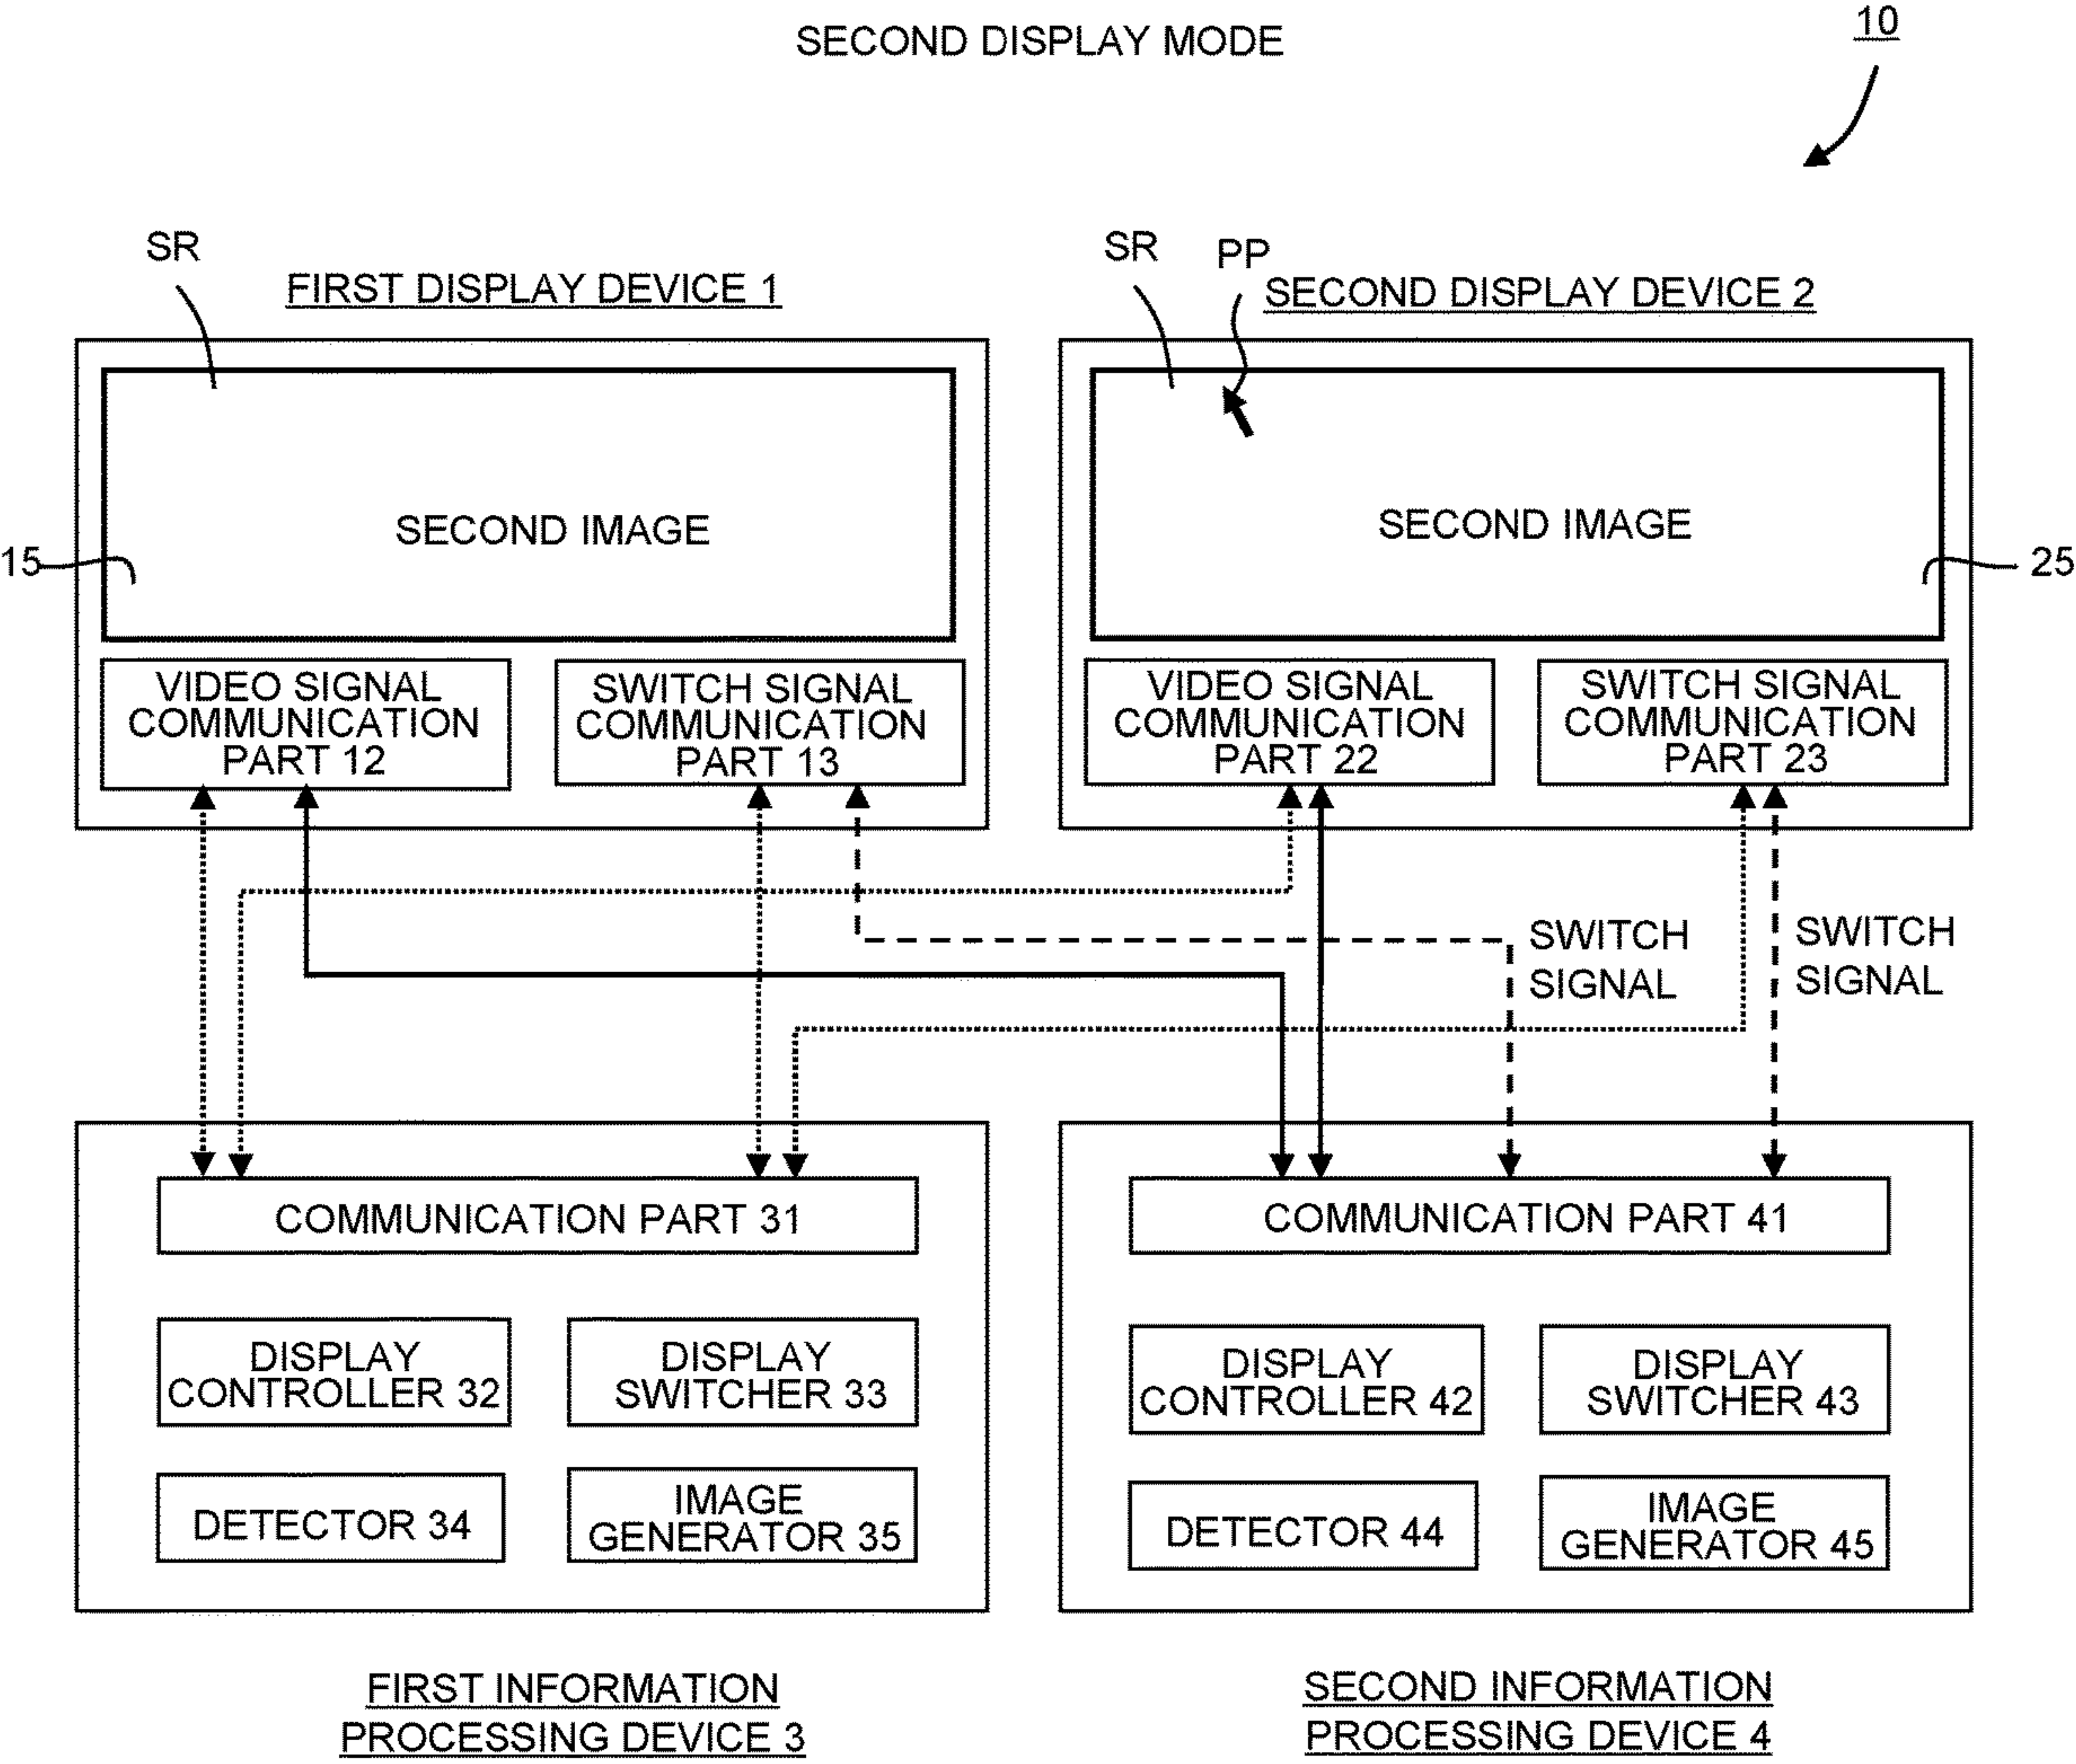 SECOND DISPLAY MODE
10
SR
FIRST DISPLAY DEVICE 1
SR
PP
SECOND DISPLAY DEVICE 2
SECOND IMAGE
15
SECOND IMAGE
25
VIDEO SIGNAL
COMMUNICATION
PART 12
SWITCH SIGNAL
COMMUNICATION
PART 13
VIDEO SIGNAL
COMMUNICATION
PART 22
SWITCH SIGNAL
COMMUNICATION
PART 23
SWITCH
SIGNAL
SWITCH
SIGNAL
COMMUNICATION PART 31
COMMUNICATION PART 41
DISPLAY
CONTROLLER 32
DISPLAY
SWITCHER 33
DISPLAY
CONTROLLER 42
DISPLAY
SWITCHER 43
DETECTOR 34
IMAGE
GENERATOR 35
DETECTOR 44
IMAGE
GENERATOR 45
FIRST INFORMATION
PROCESSING DEVICE 3
SECOND INFORMATION
PROCESSING DEVICE 4